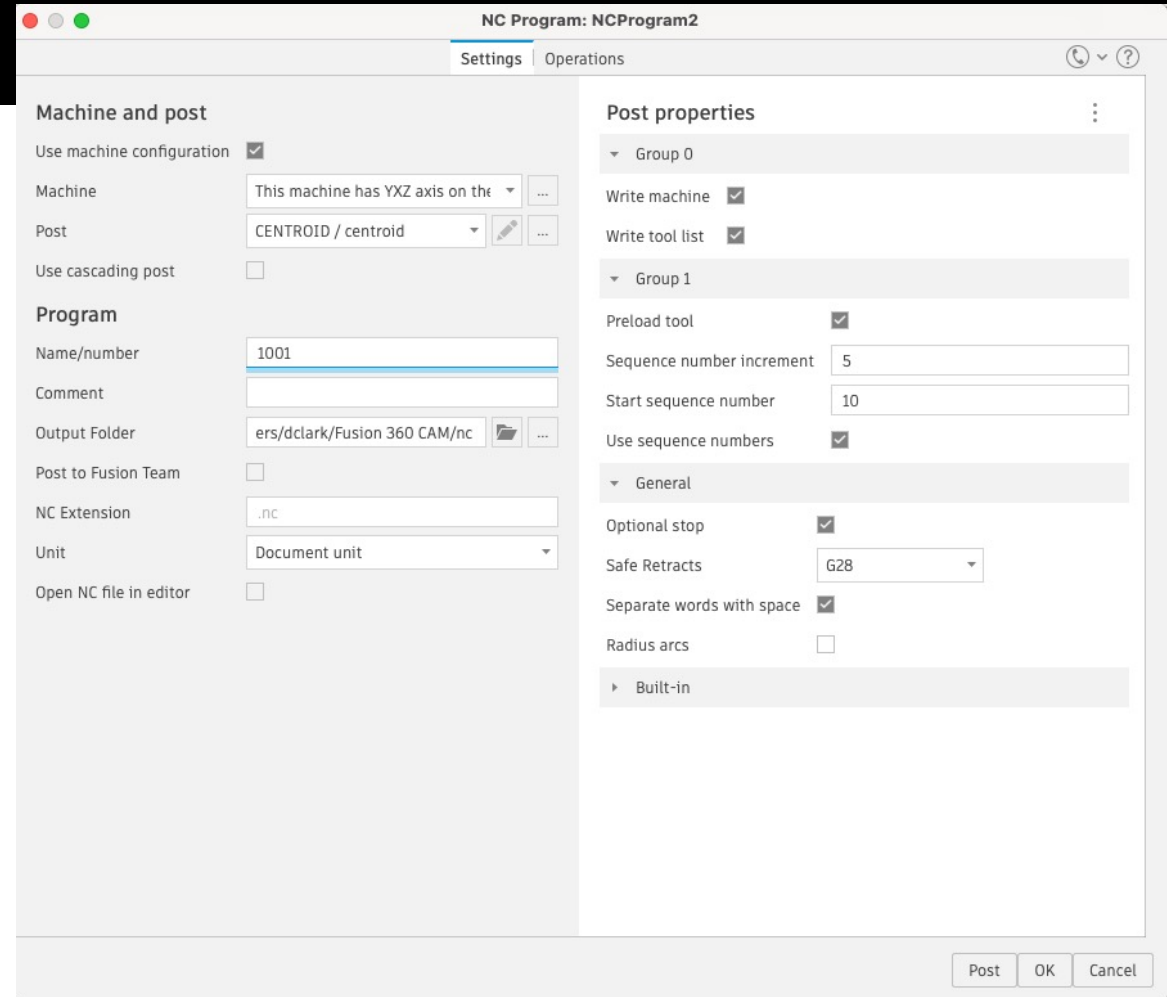 NC Program: NCProgram2
Settings Operations
Machine and post
Use machine configuration
Machine This machine has YXZ axis on the ...
Post CENTROID / centroid ...
Use cascading post
Program
Name/number 1001
Comment
Output Folder ers/dclark/Fusion 360 CAM/nc ...
Post to Fusion Team
NC Extension .nc
Unit Document unit
Open NC file in editor
Post properties
Group 0
Write machine
Write tool list
Group 1
Preload tool
Sequence number increment 5
Start sequence number 10
Use sequence numbers
General
Optional stop
Safe Retracts G28
Separate words with space
Radius arcs
Built-in
Post OK Cancel